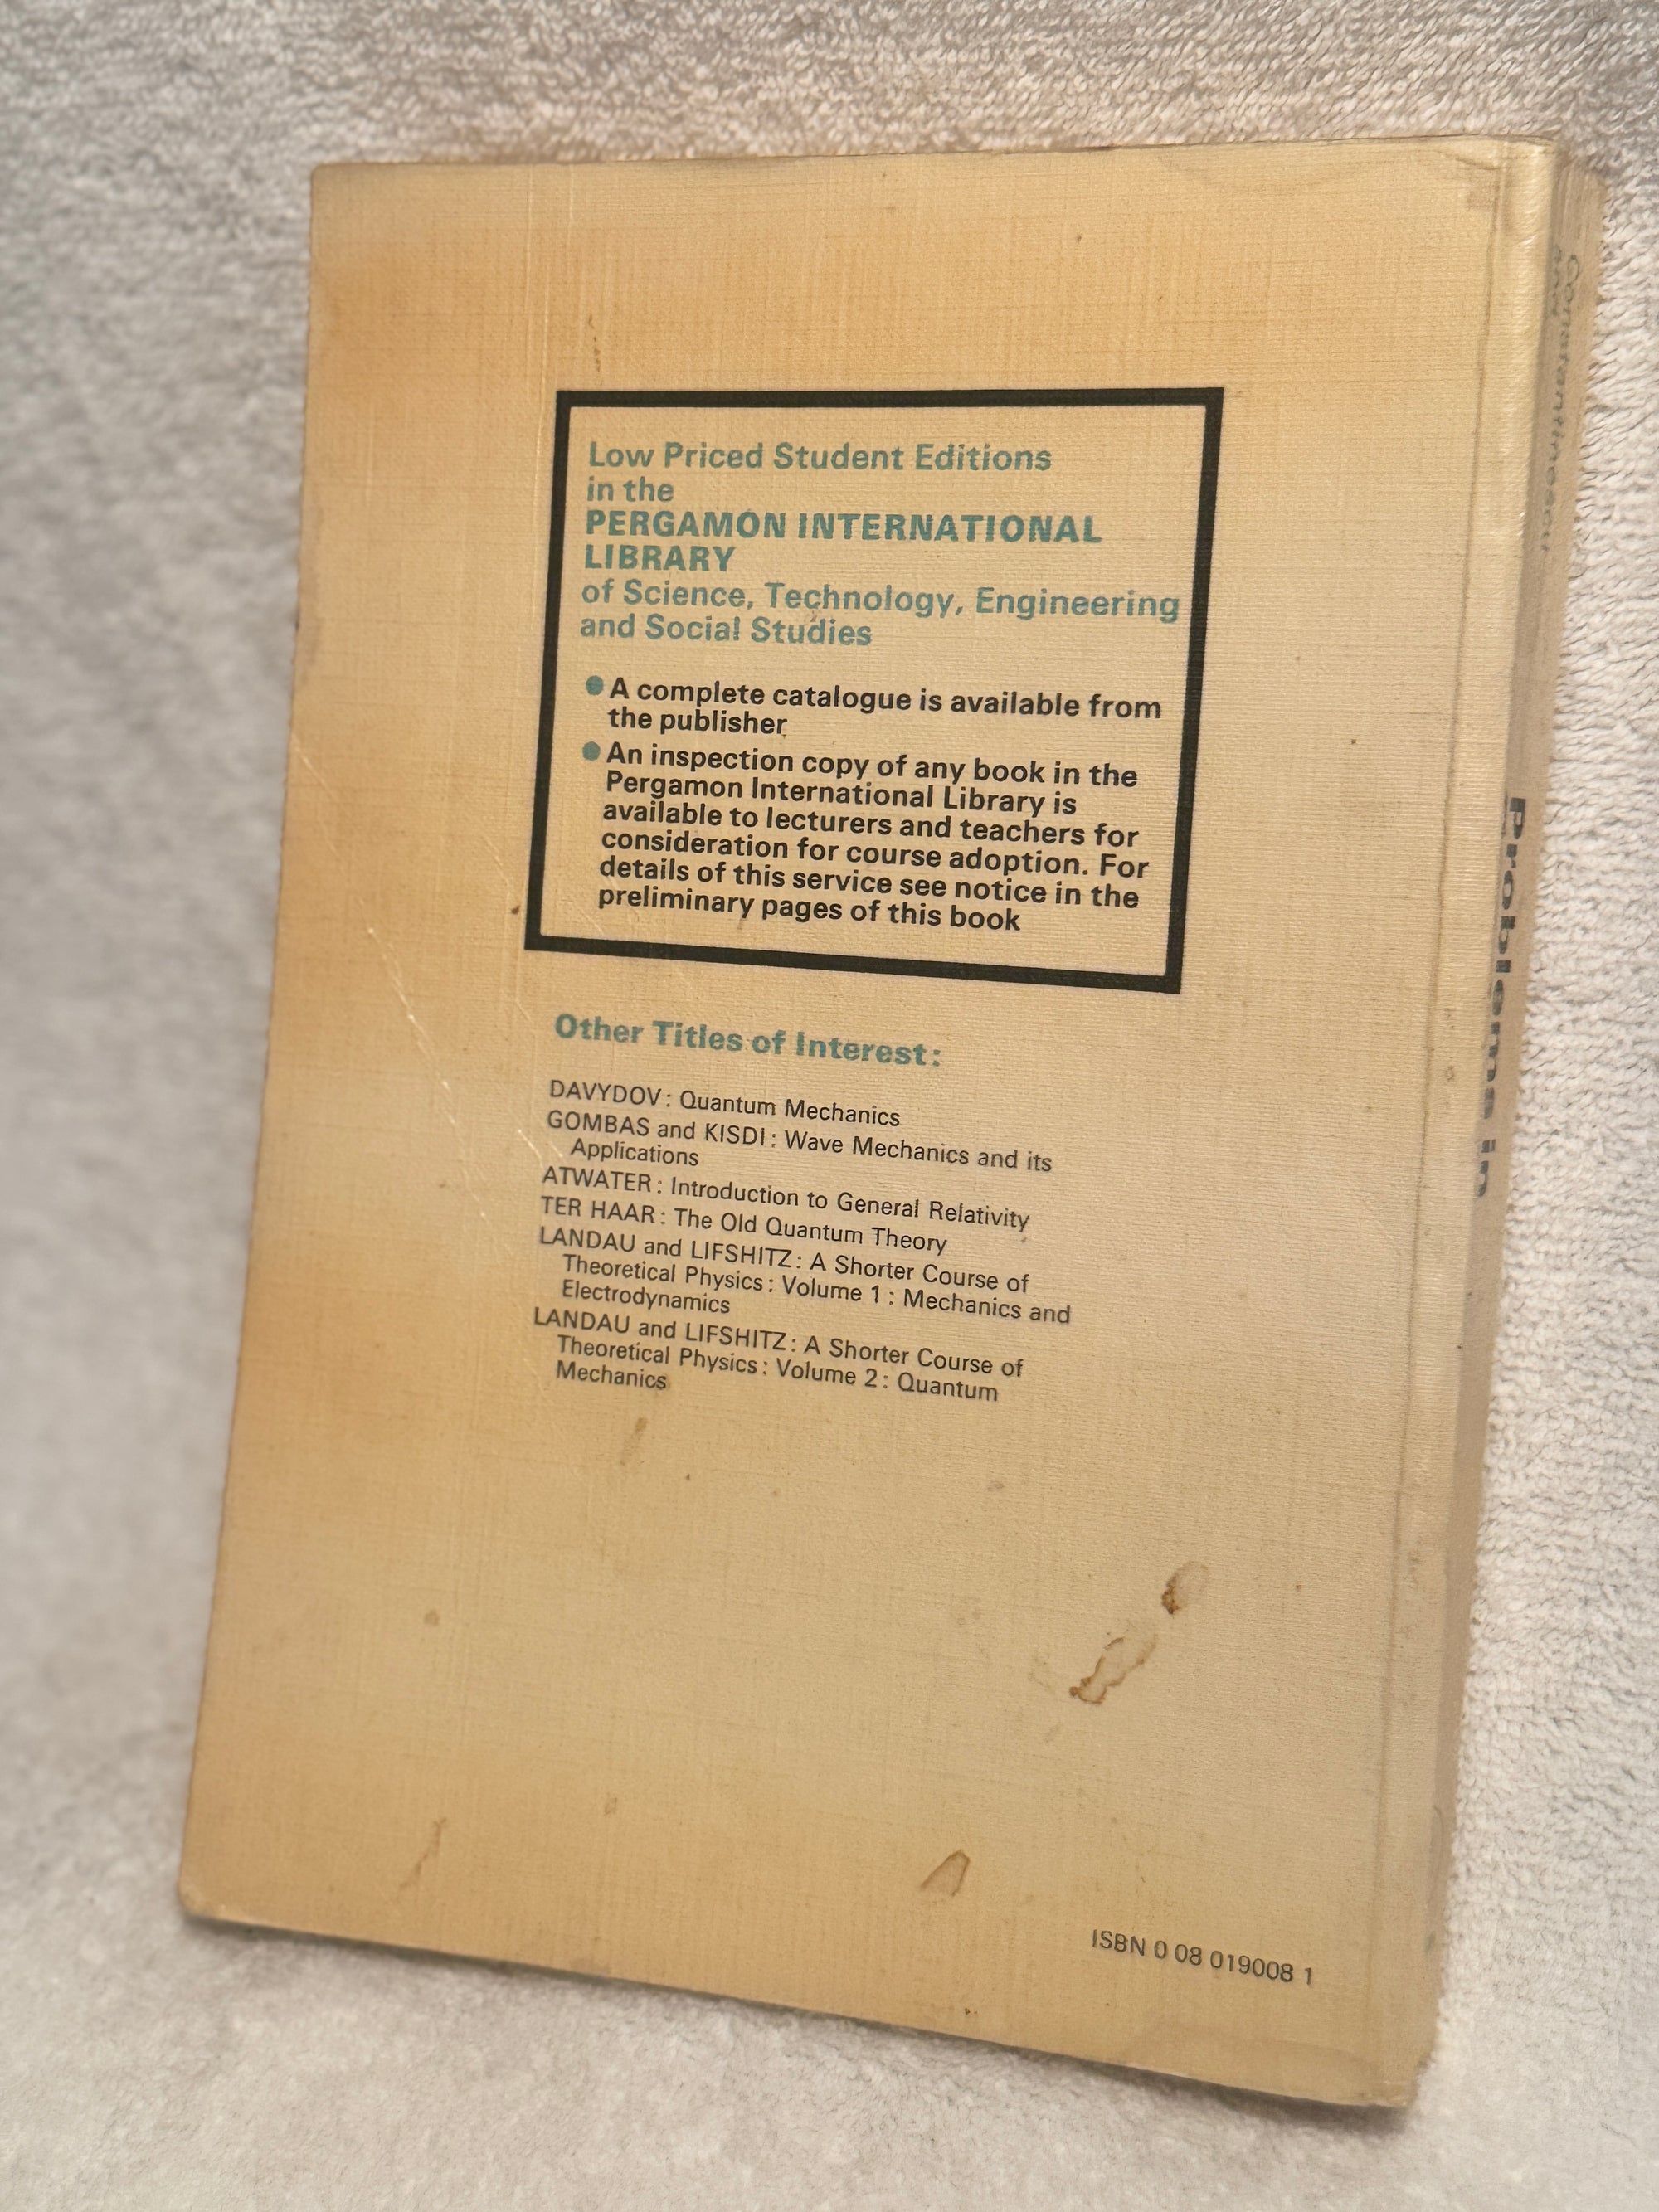 Low Priced Student Editions
in the
PERGAMON INTERNATIONAL
LIBRARY
of Science, Technology, Engineering
and Social Studies
● A complete catalogue is available from
the publisher
● An inspection copy of any book in the
Pergamon International Library is
available to lecturers and teachers for
consideration for course adoption. For
details of this service see notice in the
preliminary pages of this book
Other Titles of Interest:
DAVYDOV: Quantum Mechanics
GOMBAS and KISDI: Wave Mechanics and its
Applications
ATWATER: Introduction to General Relativity
TER HAAR: The Old Quantum Theory
LANDAU and LIFSHITZ: A Shorter Course of
Theoretical Physics: Volume 1: Mechanics and
Electrodynamics
LANDAU and LIFSHITZ: A Shorter Course of
Theoretical Physics: Volume 2: Quantum
Mechanics
ISBN 0 08 019008 1
Constantinescu
Problems in